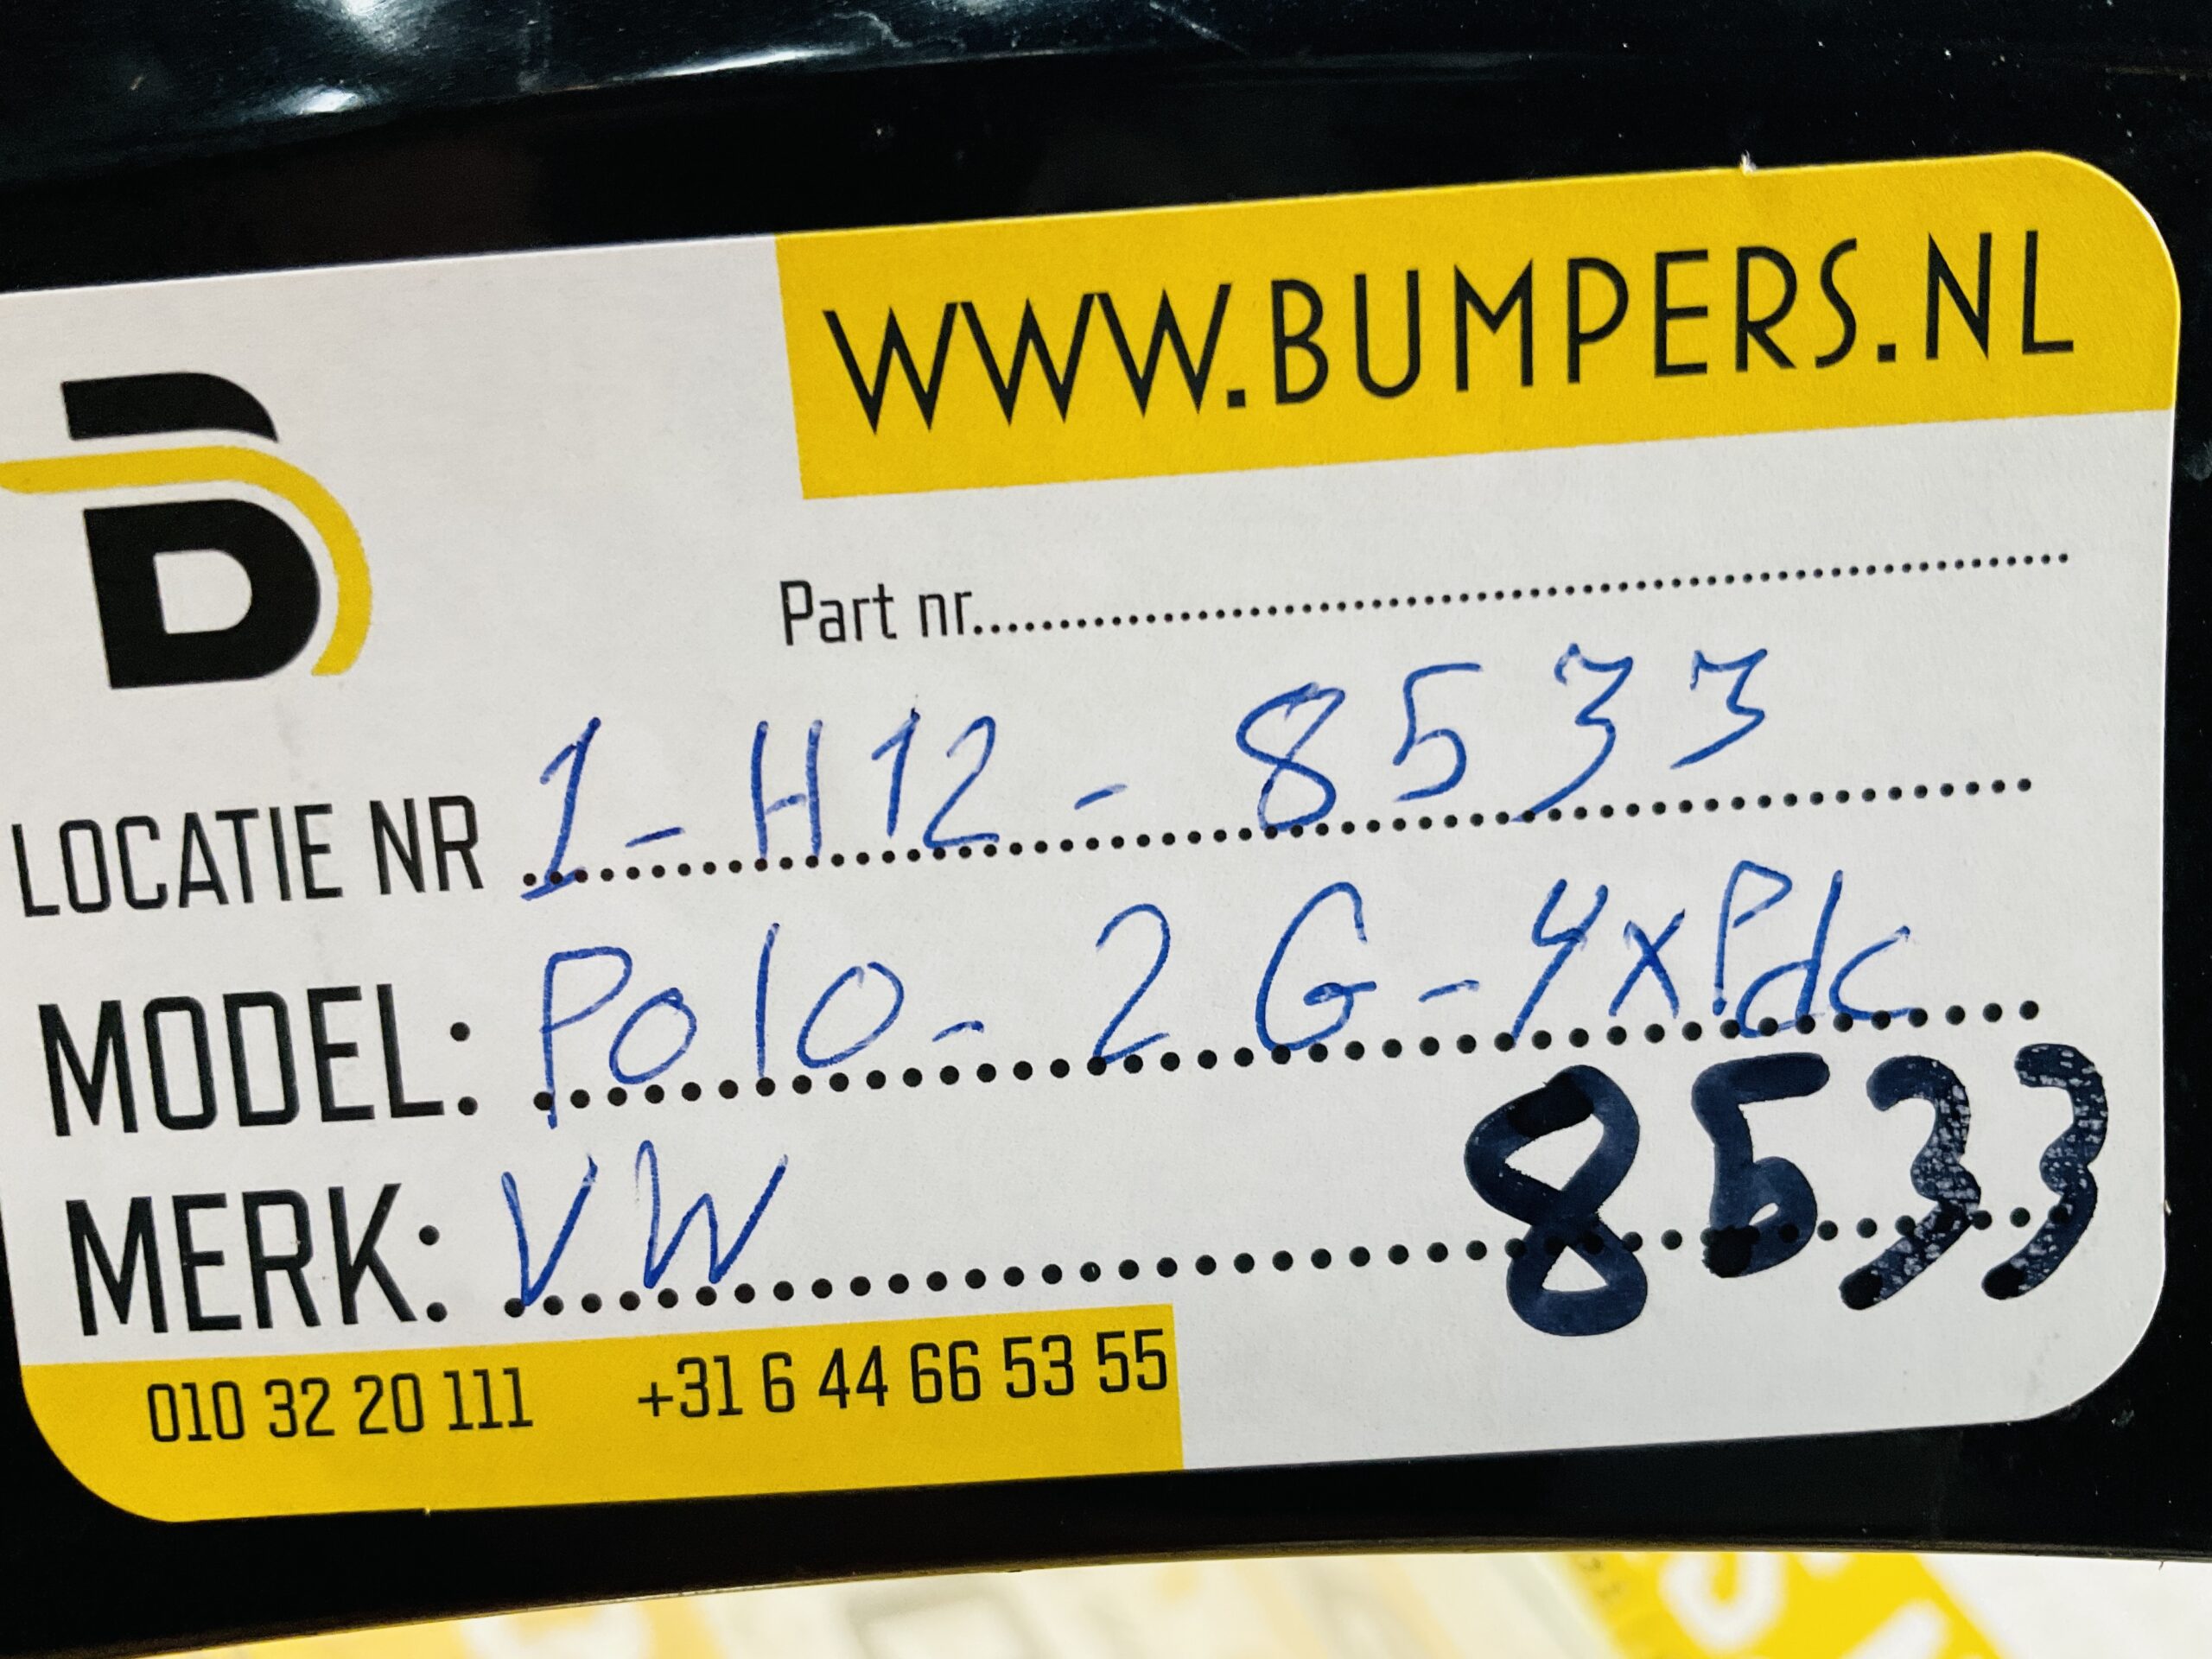 WWW.BUMPERS.NL
B
Part nr.............................................
LOCATIE NR 1-H12-8533
MODEL: Polo-2G-4xPdc
MERK: VW 8533
010 32 20 111 +31 6 44 66 53 55